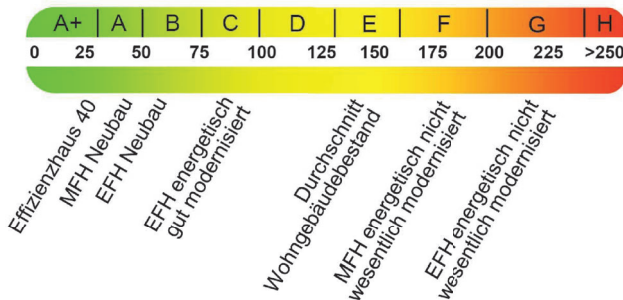 A+ A B C D E F G H
0 25 50 75 100 125 150 175 200 225 >250
Effizienzhaus 40
MFH Neubau
EFH Neubau
EFH energetisch
gut modernisiert
Durchschnitt
Wohngebäudebestand
MFH energetisch nicht
wesentlich modernisiert
EFH energetisch nicht
wesentlich modernisiert